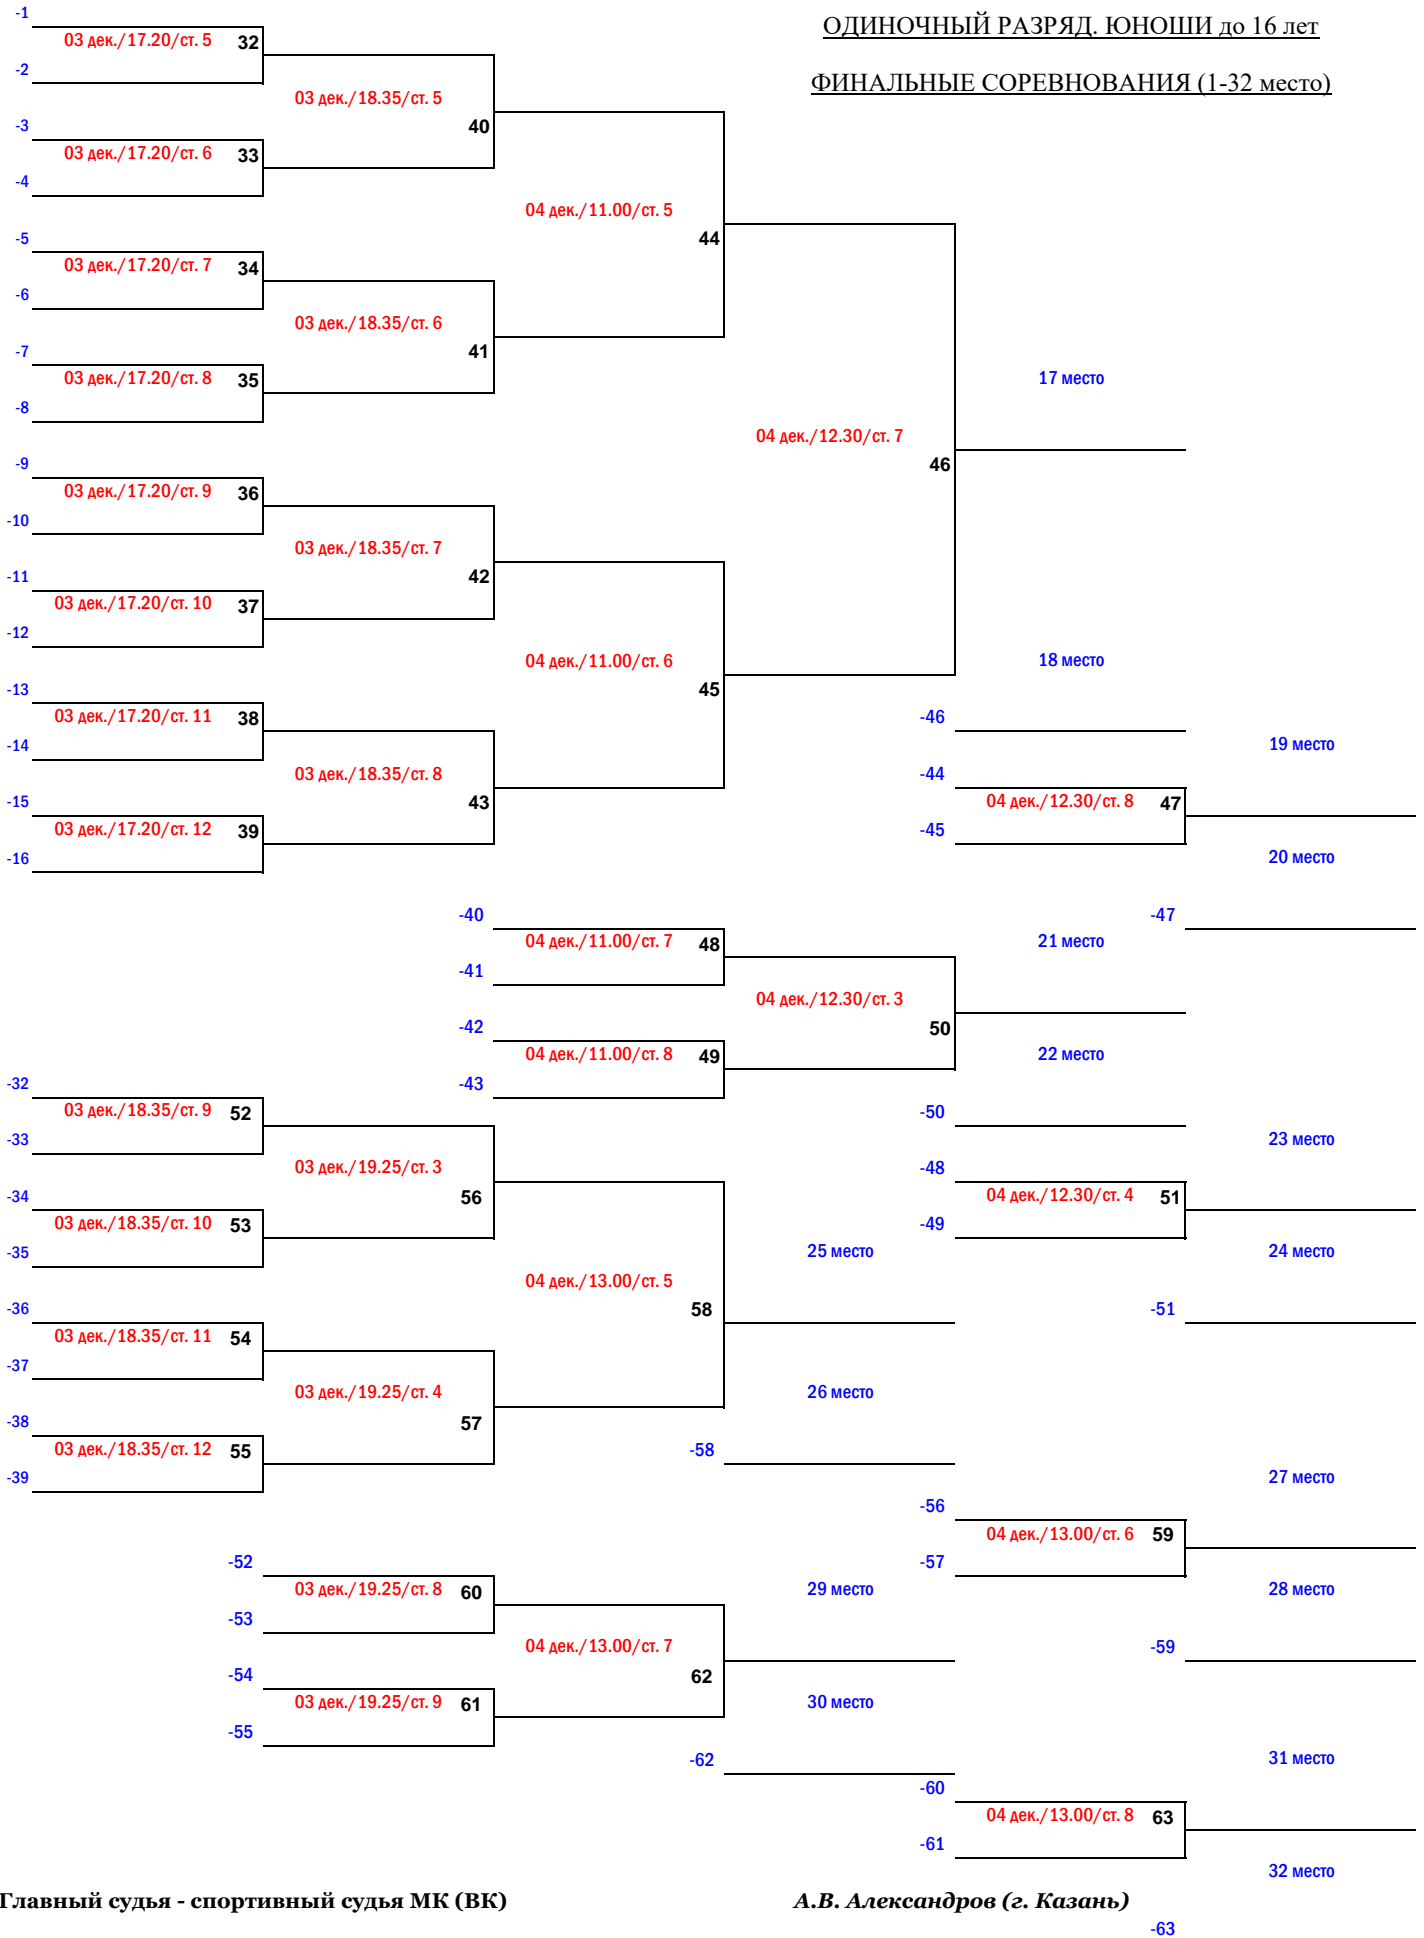 -1
ОДИНОЧНЫЙ РАЗРЯД. ЮНОШИ до 16 лет
03 дек./17.20/ст. 5 32
-2
ФИНАЛЬНЫЕ СОРЕВНОВАНИЯ (1-32 место)
03 дек./18.35/ст. 5
-3
40
03 дек./17.20/ст. 6 33
-4
04 дек./11.00/ст. 5
-5
44
03 дек./17.20/ст. 7 34
-6
03 дек./18.35/ст. 6
-7
41
03 дек./17.20/ст. 8 35
17 место
-8
04 дек./12.30/ст. 7
-9
46
03 дек./17.20/ст. 9 36
-10
03 дек./18.35/ст. 7
-11
42
03 дек./17.20/ст. 10 37
-12
04 дек./11.00/ст. 6
18 место
-13
45
03 дек./17.20/ст. 11 38
-46
-14
19 место
03 дек./18.35/ст. 8
-44
-15
43
04 дек./12.30/ст. 8 47
03 дек./17.20/ст. 12 39
-45
-16
20 место
-40
-47
04 дек./11.00/ст. 7 48
21 место
-41
04 дек./12.30/ст. 3
-42
50
04 дек./11.00/ст. 8 49
22 место
-32
-43
03 дек./18.35/ст. 9 52
-50
-33
23 место
03 дек./19.25/ст. 3
-48
-34
56
04 дек./12.30/ст. 4 51
03 дек./18.35/ст. 10 53
-49
-35
25 место
24 место
04 дек./13.00/ст. 5
-36
58
-51
03 дек./18.35/ст. 11 54
-37
03 дек./19.25/ст. 4
26 место
-38
57
03 дек./18.35/ст. 12 55
-58
-39
27 место
-56
04 дек./13.00/ст. 6 59
-52
-57
03 дек./19.25/ст. 8 60
29 место
28 место
-53
04 дек./13.00/ст. 7
-59
-54
62
03 дек./19.25/ст. 9 61
30 место
-55
-62
31 место
-60
04 дек./13.00/ст. 8 63
-61
32 место
Главный судья - спортивный судья МК (ВК) А.В. Александров (г. Казань)
-63